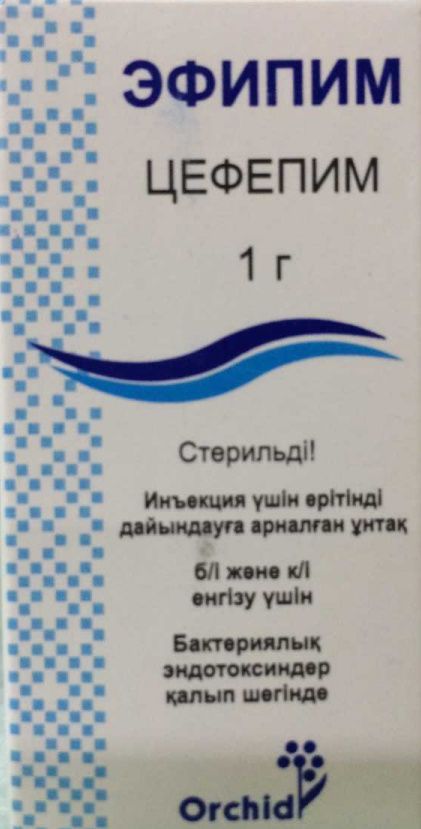 ЭФИПИМ
ЦЕФЕПИМ
1 г
Стерильді!
Инъекция үшін ерітінді
дайындауға арналған ұнтақ
б/і және к/і
енгізу үшін
Бактериялық
эндотоксиндер
қалып шегінде
Orchid